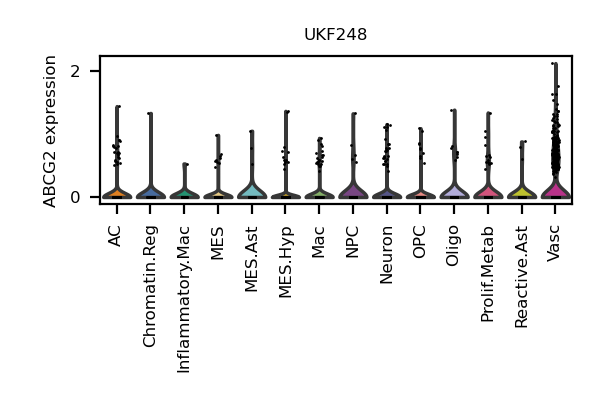 UKF248
ABCG2 expression
2
0
AC
Chromatin.Reg
Inflammatory.Mac
MES
MES.Ast
MES.Hyp
Mac
NPC
Neuron
OPC
Oligo
Prolif.Metab
Reactive.Ast
Vasc